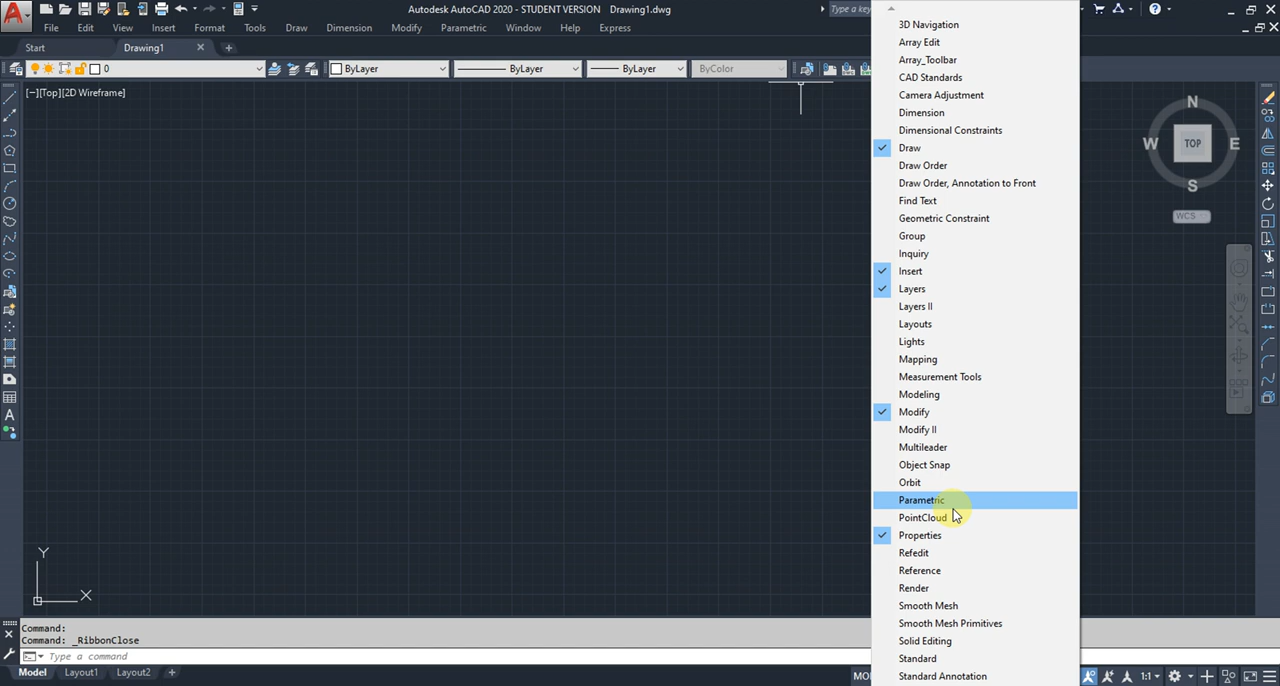 Autodesk AutoCAD 2020 - STUDENT VERSION Drawing1.dwg
Type a key
File Edit View Insert Format Tools Draw Dimension Modify Parametric Window Help Express
Start Drawing1
0 ByLayer ByLayer ByLayer ByColor
[−][Top][2D Wireframe]
3D Navigation
Array Edit
Array_Toolbar
CAD Standards
Camera Adjustment
Dimension
Dimensional Constraints
Draw
Draw Order
Draw Order, Annotation to Front
Find Text
Geometric Constraint
Group
Inquiry
Insert
Layers
Layers II
Layouts
Lights
Mapping
Measurement Tools
Modeling
Modify
Modify II
Multileader
Object Snap
Orbit
Parametric
PointCloud
Properties
Refedit
Reference
Render
Smooth Mesh
Smooth Mesh Primitives
Solid Editing
Standard
Standard Annotation
N
W TOP E
S
WCS
Y
X
Command:
Command: _RibbonClose
Type a command
Model Layout1 Layout2
1:1